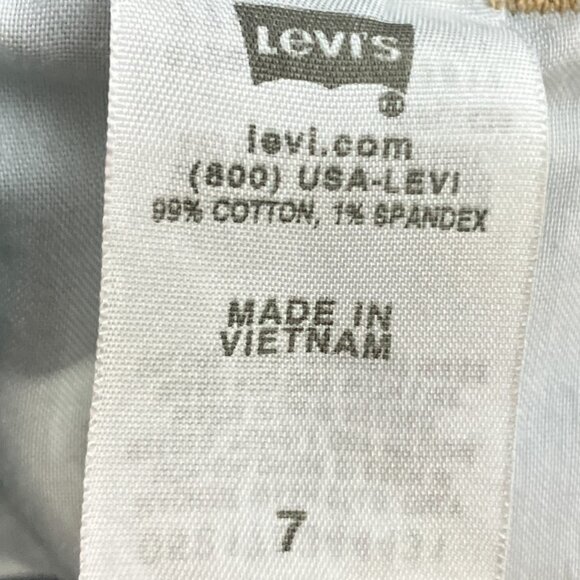 Levi's
®
levi.com
(800) USA-LEVI
99% COTTON, 1% SPANDEX
MADE IN
VIETNAM
7